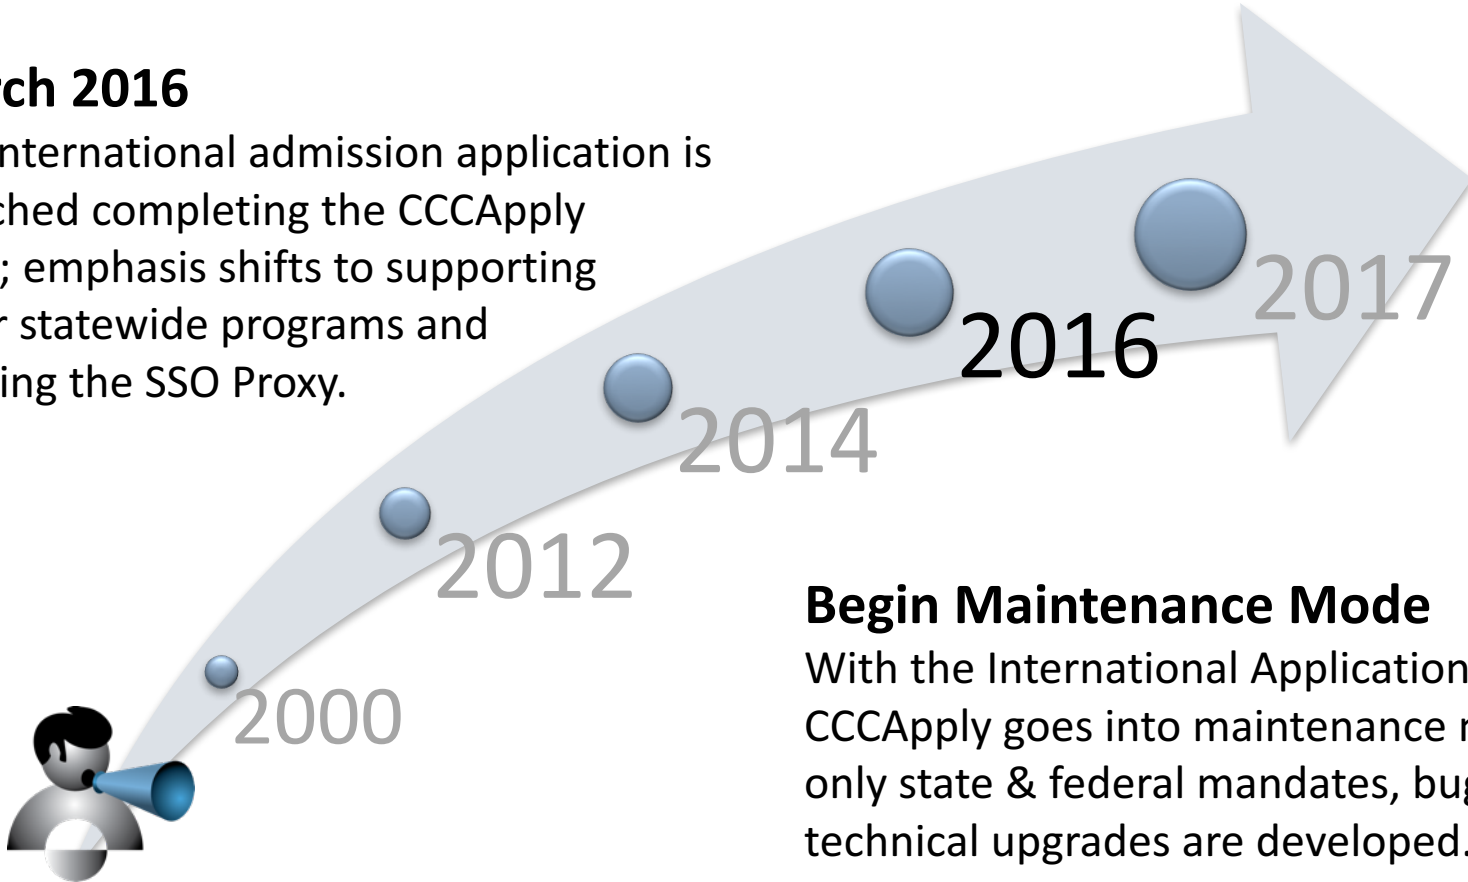 rch 2016
nternational admission application is
ched completing the CCCApply
; emphasis shifts to supporting
r statewide programs and
ing the SSO Proxy.
2017
2016
2014
2012
2000
Begin Maintenance Mode
With the International Application
CCCApply goes into maintenance
only state & federal mandates, bug
technical upgrades are developed.